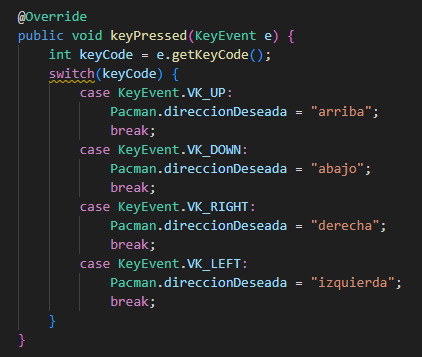 @Override
public void keyPressed(KeyEvent e) {
    int keyCode = e.getKeyCode();
    switch(keyCode) {
        case KeyEvent.VK_UP:
            Pacman.direccionDeseada = "arriba";
            break;
        case KeyEvent.VK_DOWN:
            Pacman.direccionDeseada = "abajo";
            break;
        case KeyEvent.VK_RIGHT:
            Pacman.direccionDeseada = "derecha";
            break;
        case KeyEvent.VK_LEFT:
            Pacman.direccionDeseada = "izquierda";
            break;
    }
}